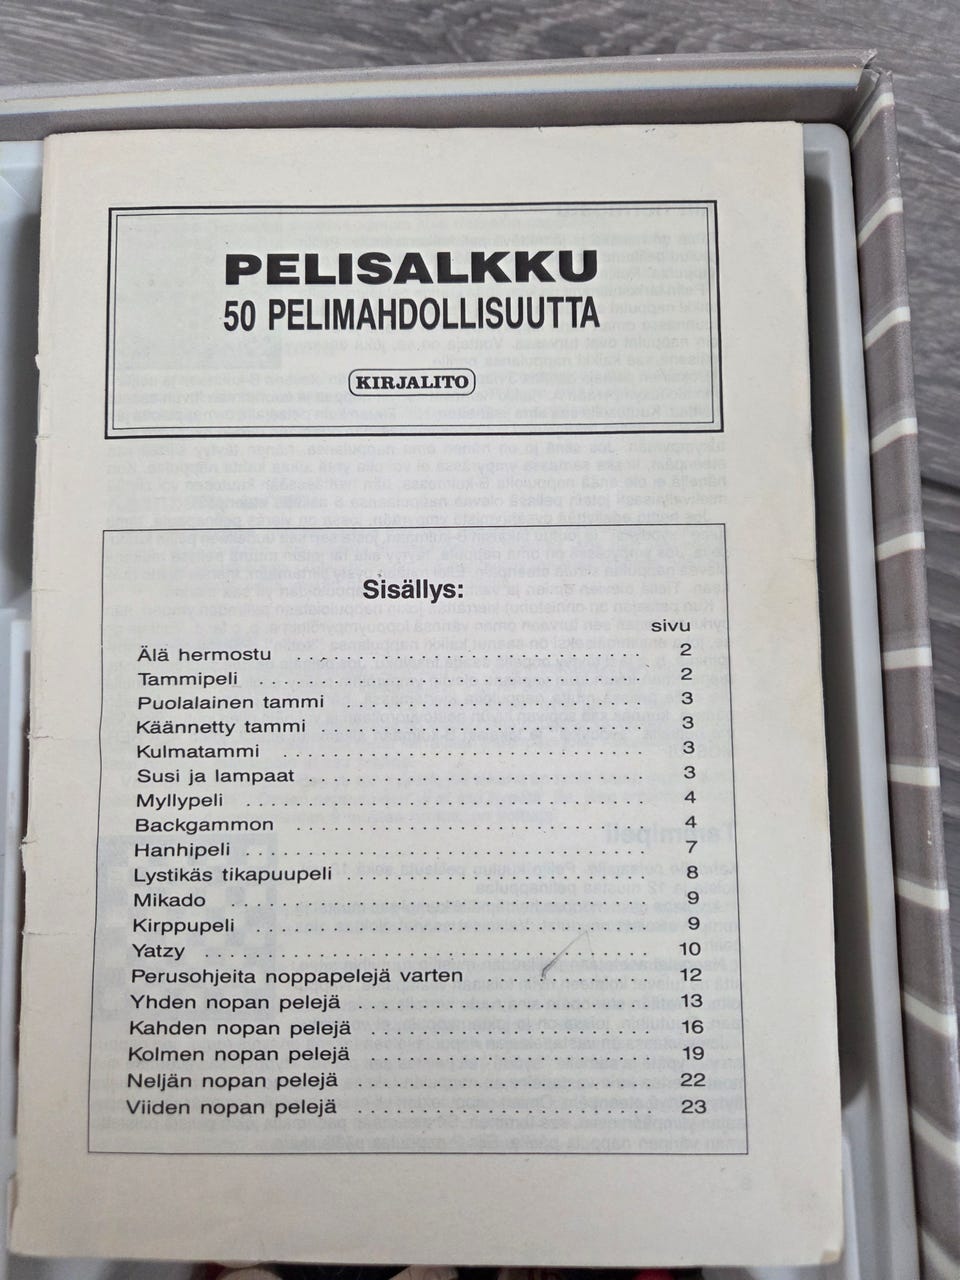 PELISALKKU
50 PELIMAHDOLLISUUTTA
KIRJALITO
Sisällys:
sivu
Älä hermostu . . . . . . . . . . . . . . . . . . . . . . . . . . . . 2
Tammipeli . . . . . . . . . . . . . . . . . . . . . . . . . . . . 2
Puolalainen tammi . . . . . . . . . . . . . . . . . . . . . . . . 3
Käännetty tammi . . . . . . . . . . . . . . . . . . . . . . . . 3
Kulmatammi . . . . . . . . . . . . . . . . . . . . . . . . . . . . 3
Susi ja lampaat . . . . . . . . . . . . . . . . . . . . . . . . 3
Myllypeli . . . . . . . . . . . . . . . . . . . . . . . . . . . . 4
Backgammon . . . . . . . . . . . . . . . . . . . . . . . . 4
Hanhipeli . . . . . . . . . . . . . . . . . . . . . . . . . . . . 7
Lystikäs tikapuupeli . . . . . . . . . . . . . . . . . . . . 8
Mikado . . . . . . . . . . . . . . . . . . . . . . . . . . . . 9
Kirppupeli . . . . . . . . . . . . . . . . . . . . . . . . . . . . 9
Yatzy . . . . . . . . . . . . . . . . . . . . . . . . . . . . 10
Perusohjeita noppapelejä varten . . . . . . . . . . . . 12
Yhden nopan pelejä . . . . . . . . . . . . . . . . . . . . 13
Kahden nopan pelejä . . . . . . . . . . . . . . . . . . . . 16
Kolmen nopan pelejä . . . . . . . . . . . . . . . . . . . . 19
Neljän nopan pelejä . . . . . . . . . . . . . . . . . . . . 22
Viiden nopan pelejä . . . . . . . . . . . . . . . . . . . . 23